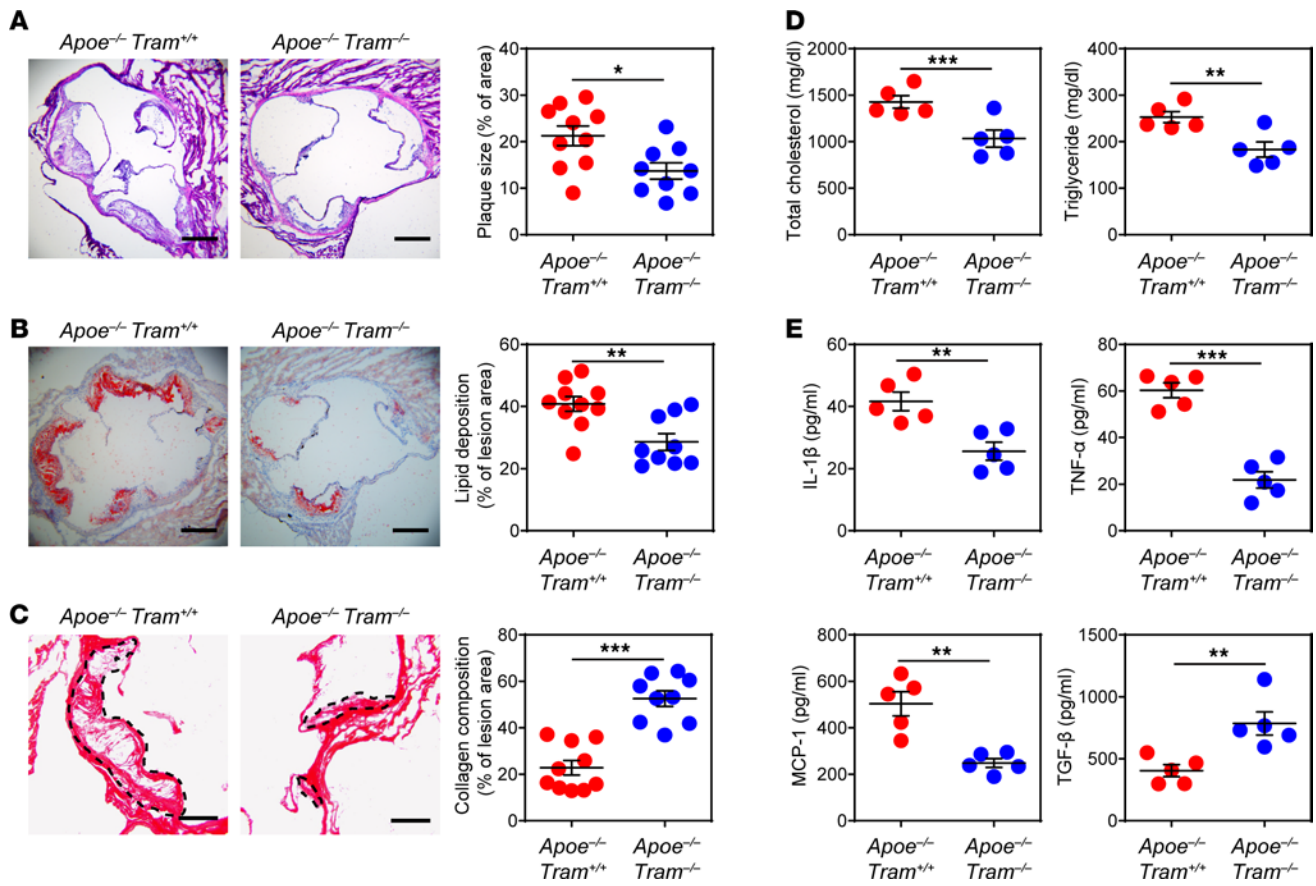 A
Apoe–/– Tram+/+
Apoe–/– Tram–/–
Plaque size (% of area)
40
30
20
10
0
*
Apoe–/–
Tram+/+
Apoe–/–
Tram–/–
B
Apoe–/– Tram+/+
Apoe–/– Tram–/–
Lipid deposition
(% of lesion area)
60
40
20
0
**
Apoe–/–
Tram+/+
Apoe–/–
Tram–/–
C
Apoe–/– Tram+/+
Apoe–/– Tram–/–
Collagen composition
(% of lesion area)
80
60
40
20
0
***
Apoe–/–
Tram+/+
Apoe–/–
Tram–/–
D
Total cholesterol (mg/dl)
2000
1500
1000
500
0
***
Apoe–/–
Tram+/+
Apoe–/–
Tram–/–
Triglyceride (mg/dl)
400
300
200
100
0
**
Apoe–/–
Tram+/+
Apoe–/–
Tram–/–
E
IL-1β (pg/ml)
60
40
20
0
**
Apoe–/–
Tram+/+
Apoe–/–
Tram–/–
TNF-α (pg/ml)
80
60
40
20
0
***
Apoe–/–
Tram+/+
Apoe–/–
Tram–/–
MCP-1 (pg/ml)
800
600
400
200
0
**
Apoe–/–
Tram+/+
Apoe–/–
Tram–/–
TGF-β (pg/ml)
1500
1000
500
0
**
Apoe–/–
Tram+/+
Apoe–/–
Tram–/–